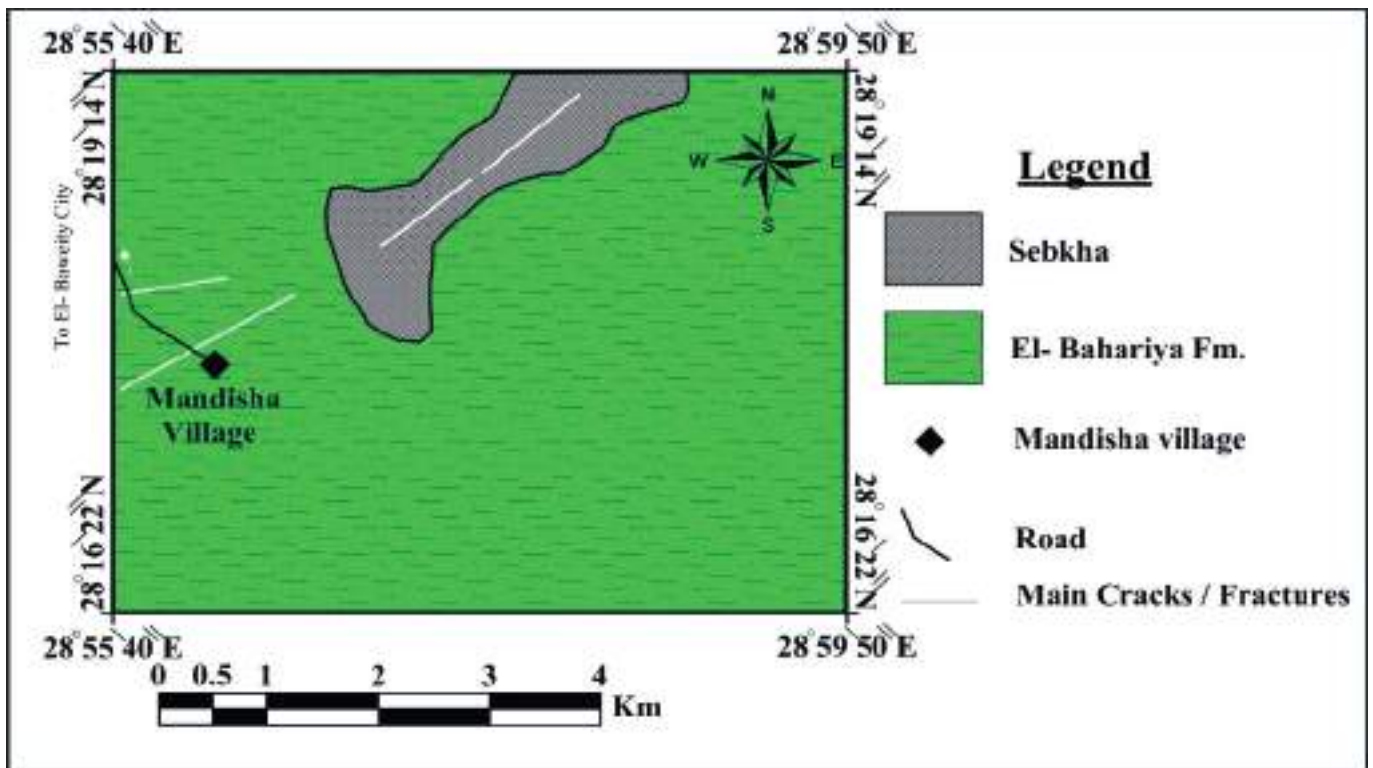 28° 55\ 40\\ E
28° 59\ 50\\ E
28° 19\ 14\\ N
28° 19\ 14\\ N
N
W E
S
Legend
Sebkha
El- Bahariya Fm.
Mandisha village
Road
Main Cracks / Fractures
To El- Baweity City
Mandisha
Village
28° 16\ 22\\ N
28° 16\ 22\\ N
28° 55\ 40\\ E
28° 59\ 50\\ E
0 0.5 1 2 3 4
Km